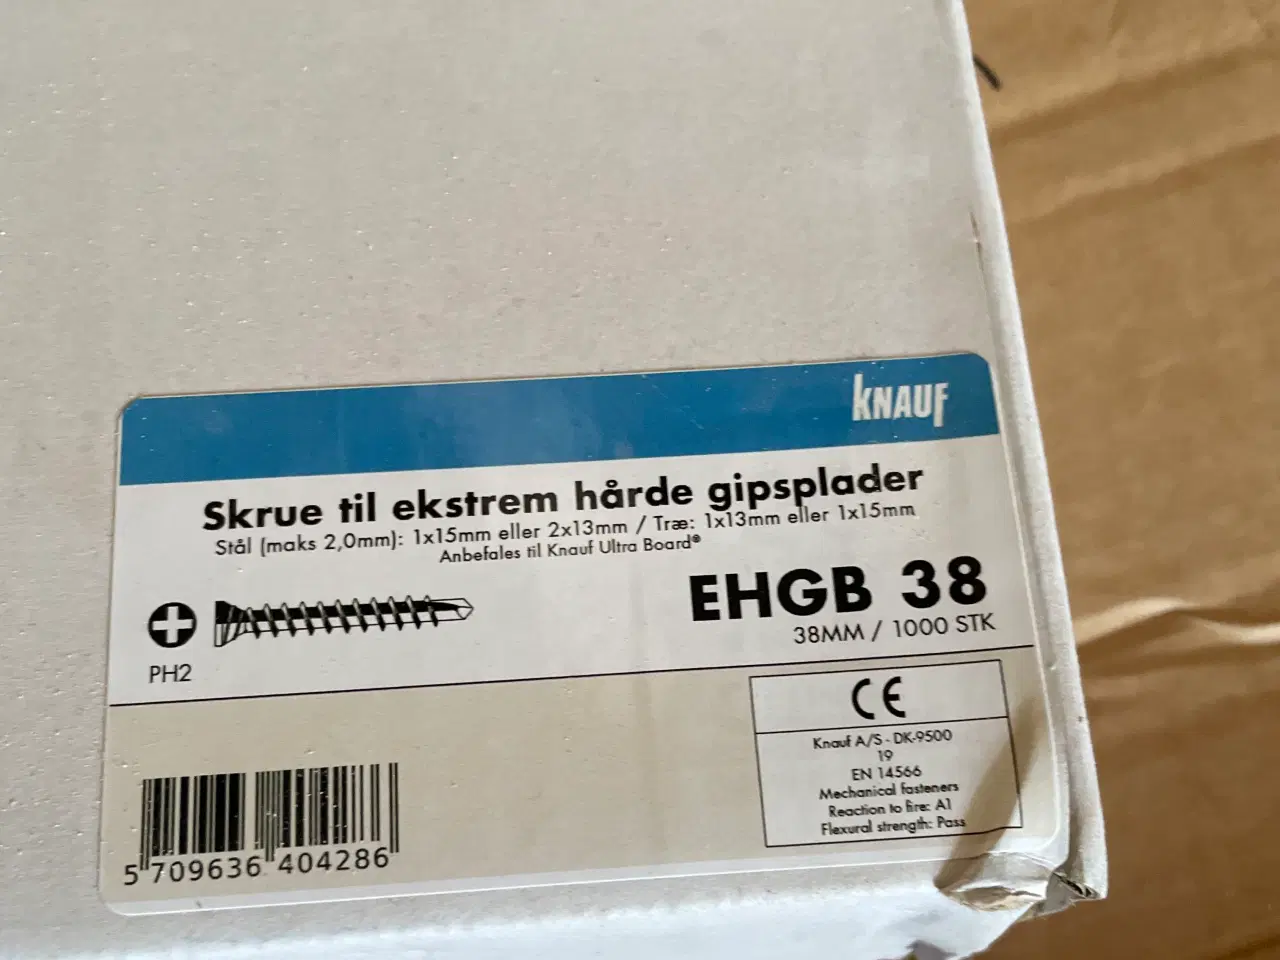 KNAUF
Skrue til ekstrem hårde gipsplader
Stål (maks 2,0mm): 1x15mm eller 2x13mm / Træ: 1x13mm eller 1x15mm
Anbefales til Knauf Ultra Board®
EHGB 38
38MM / 1000 STK
PH2
CE
Knauf A/S - DK-9500
19
EN 14566
Mechanical fasteners
Reaction to fire: A1
Flexural strength: Pass
5 709636 404286